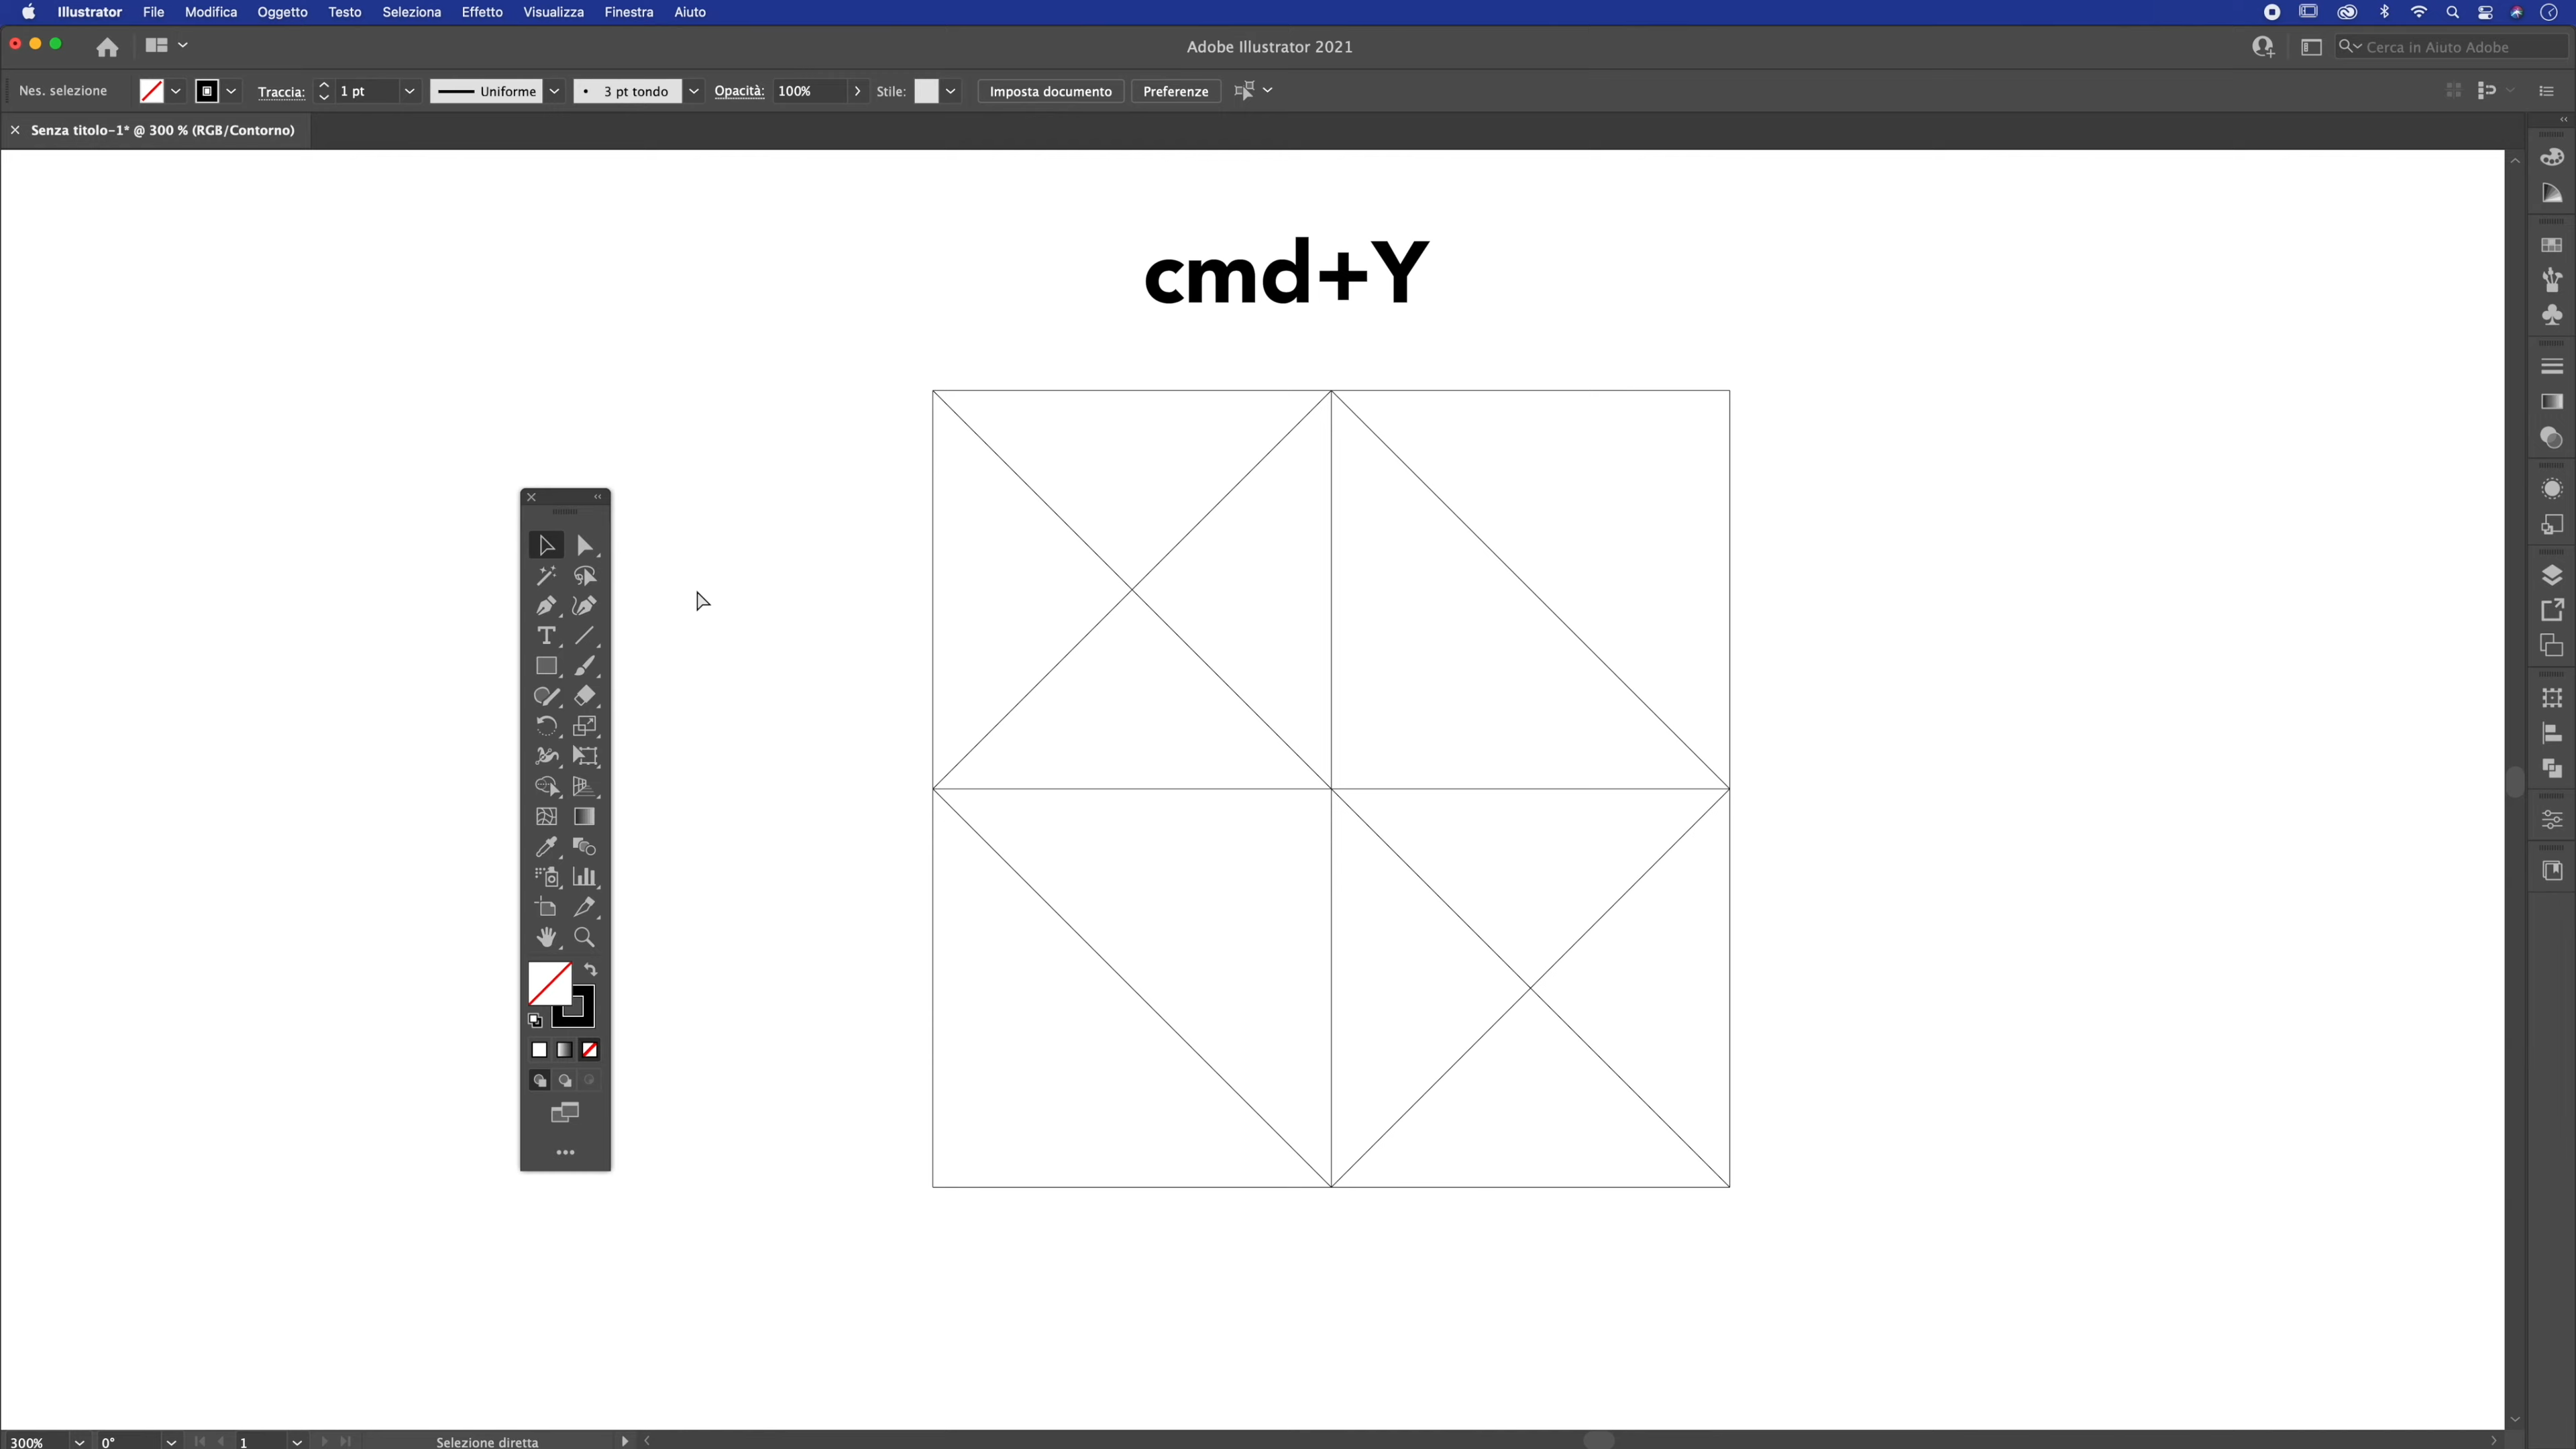 Illustrator File Modifica Oggetto Testo Seleziona Effetto Visualizza Finestra Aiuto
Adobe Illustrator 2021
Cerca in Aiuto Adobe
Nes. selezione Traccia: 1 pt Uniforme 3 pt tondo Opacità: 100% Stile: Imposta documento Preferenze
Senza titolo-1* @ 300 % (RGB/Contorno)
cmd+Y
300% 0° 1 Selezione diretta